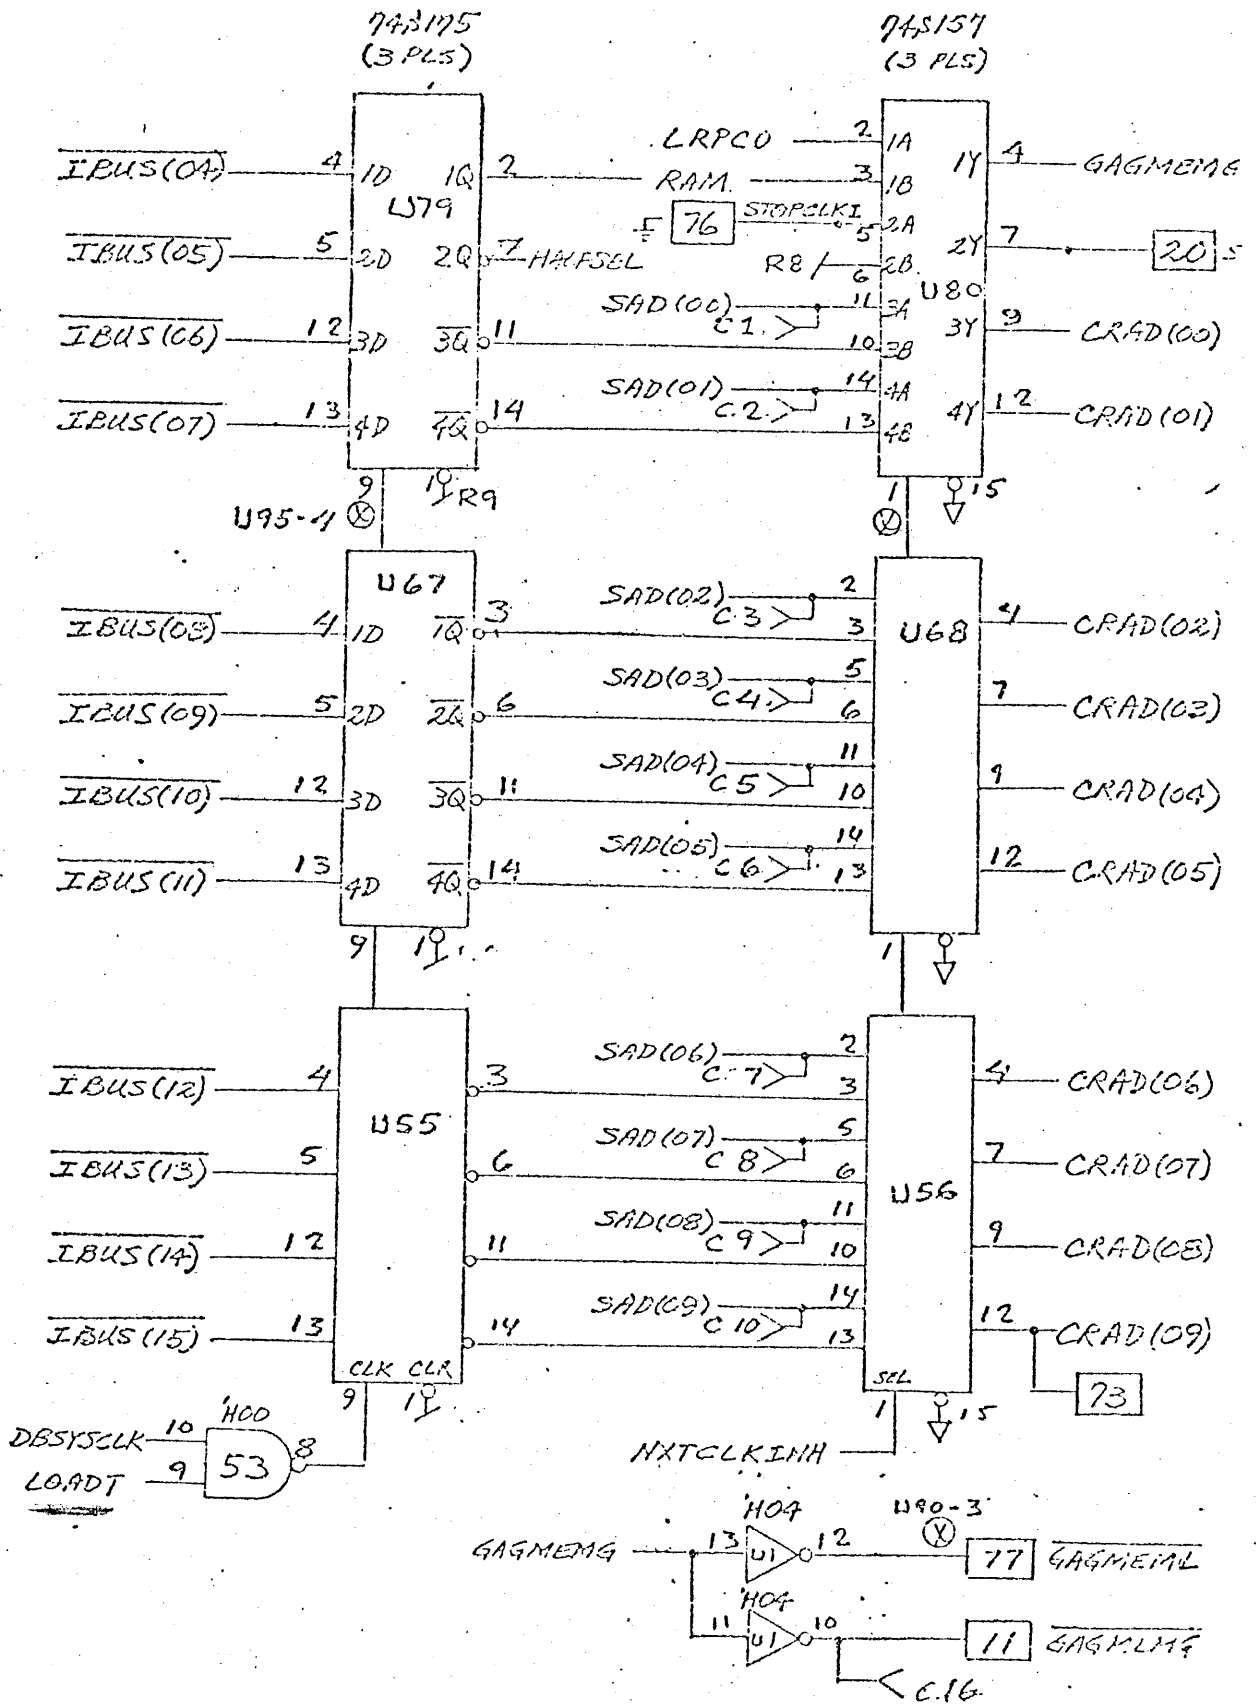 74S175
(3 PLS)
74S157
(3 PLS)
IBUS(04) 4 1D 1Q 2 RAM. 3 1B
LRPCO 2 1A
1Y 4 GAGMEMG
U79
76 STOPCLKI 5 2A
IBUS(05) 5 2D 2Q 7 HALFSEL
R8 6 2B
2Y 7 20 S
U80
SAD(00) 11 3A
C1.
IBUS(06) 12 3D 3Q 11 10 3B
3Y 9 CRAD(00)
SAD(01) 14 4A
C2.
IBUS(07) 13 4D 4Q 14 13 4B
4Y 12 CRAD(01)
9 1 R9
1 15
U95-4 X
X
U67
SAD(02) 2
C3
IBUS(08) 4 1D 1Q 3 3
U68
4 CRAD(02)
SAD(03) 5
C4.
IBUS(09) 5 2D 2Q 6 6
7 CRAD(03)
SAD(04) 11
C5
IBUS(10) 12 3D 3Q 11 10
9 CRAD(04)
SAD(05) 14
C6
IBUS(11) 13 4D 4Q 14 13
12 CRAD(05)
9 1
1
SAD(06) 2
C7
IBUS(12) 4 3 3
4 CRAD(06)
U55
SAD(07) 5
C8
IBUS(13) 5 6 6
7 CRAD(07)
U56
SAD(08) 11
C9
IBUS(14) 12 11 10
9 CRAD(08)
SAD(09) 14
C10
IBUS(15) 13 14 13
12 CRAD(09)
CLK CLR
9 1
SEL
1 15
73
H00
DBSYSCLK 10
53 8
LOADT 9
NXTCLKINH
H04
U90-3
X
GAGMEMG 13 U1 12 77 GAGMEML
H04
11 U1 10 11 GAGMEMG
C.16